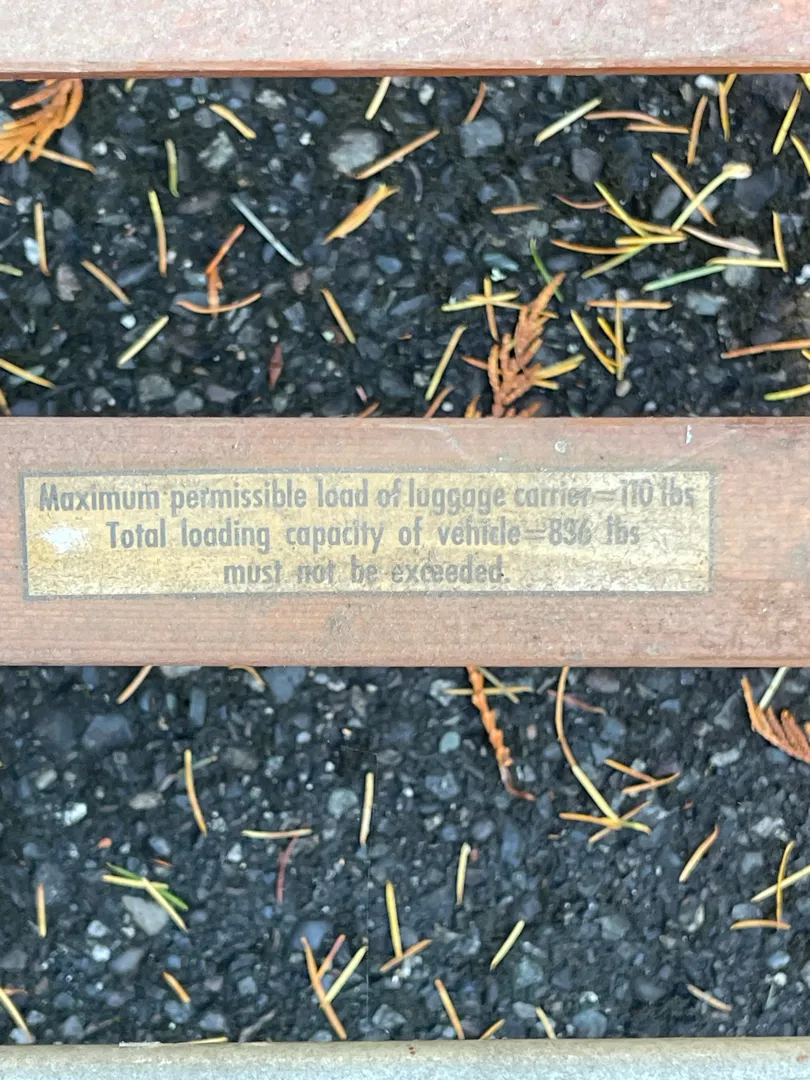 Maximum permissible load of luggage carrier=110 lbs
Total loading capacity of vehicle=836 lbs
must not be exceeded.